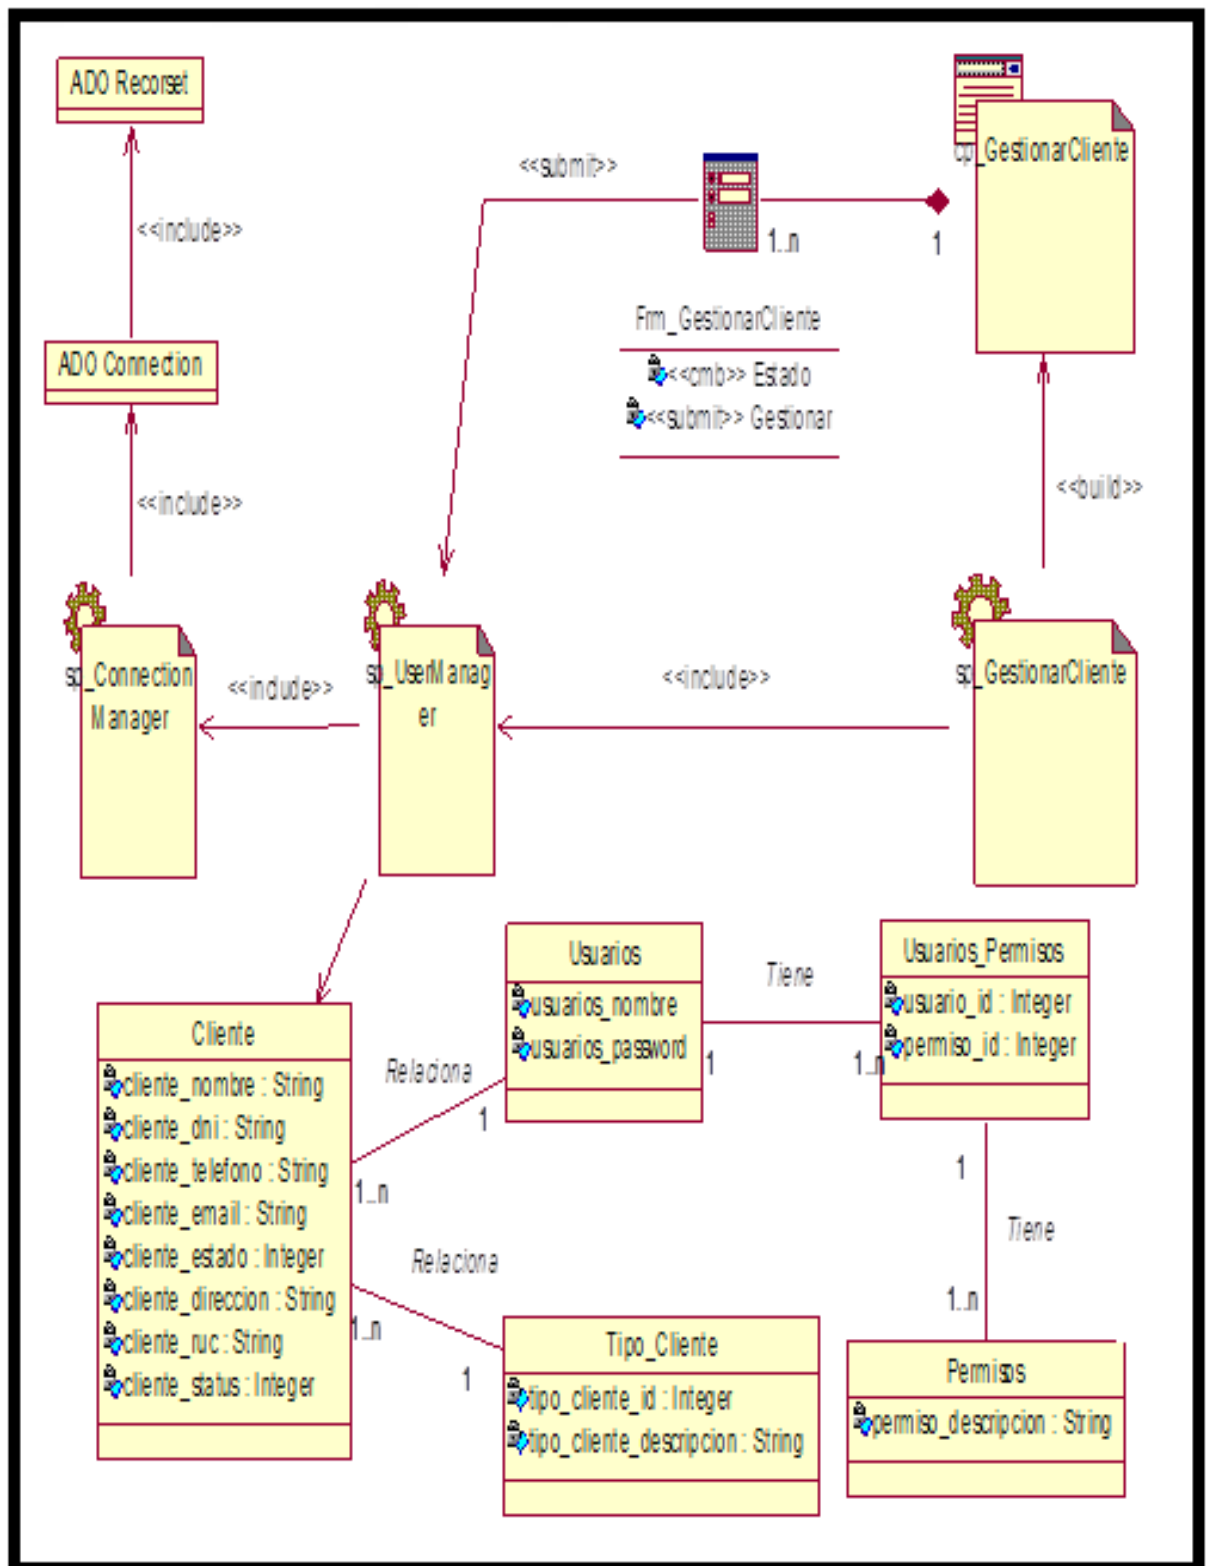 ADO Recorset
<<include>>
ADO Connection
<<include>>
<<submit>>
1..n
1
cp_GestionarCliente
Frm_GestionarCliente
<<cmb>> Estado
<<submit>> Gestionar
<<build>>
sp_Connection
Manager
<<include>>
sp_UserManag
er
<<include>>
sp_GestionarCliente
Cliente
cliente_nombre : String
cliente_dni : String
cliente_telefono : String
cliente_email : String
cliente_estado : Integer
cliente_direccion : String
cliente_ruc : String
cliente_status : Integer
Relaciona
1
1..n
Relaciona
1..n
1
Usuarios
usuarios_nombre
usuarios_password
Tiene
1
1..n
Usuarios_Permisos
usuario_id : Integer
permiso_id : Integer
1
Tiene
1..n
Tipo_Cliente
tipo_cliente_id : Integer
tipo_cliente_descripcion : String
Permisos
permiso_descripcion : String